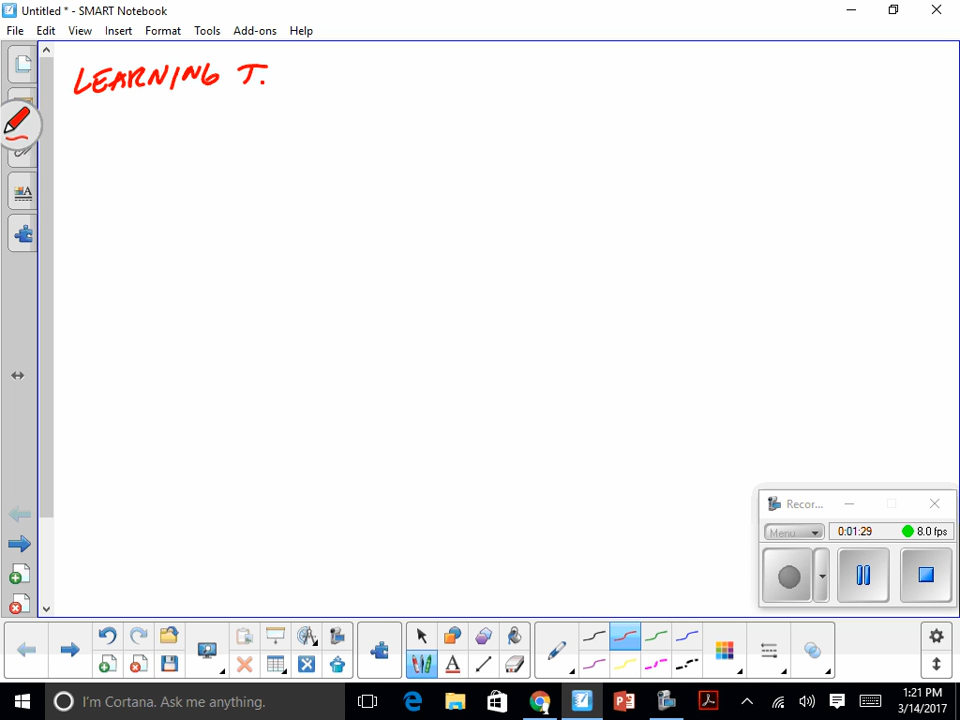 Untitled * - SMART Notebook
File Edit View Insert Format Tools Add-ons Help
LEARNING T.
Recor...
Menu 0:01:29 8.0 fps
I'm Cortana. Ask me anything.
1:21 PM
3/14/2017